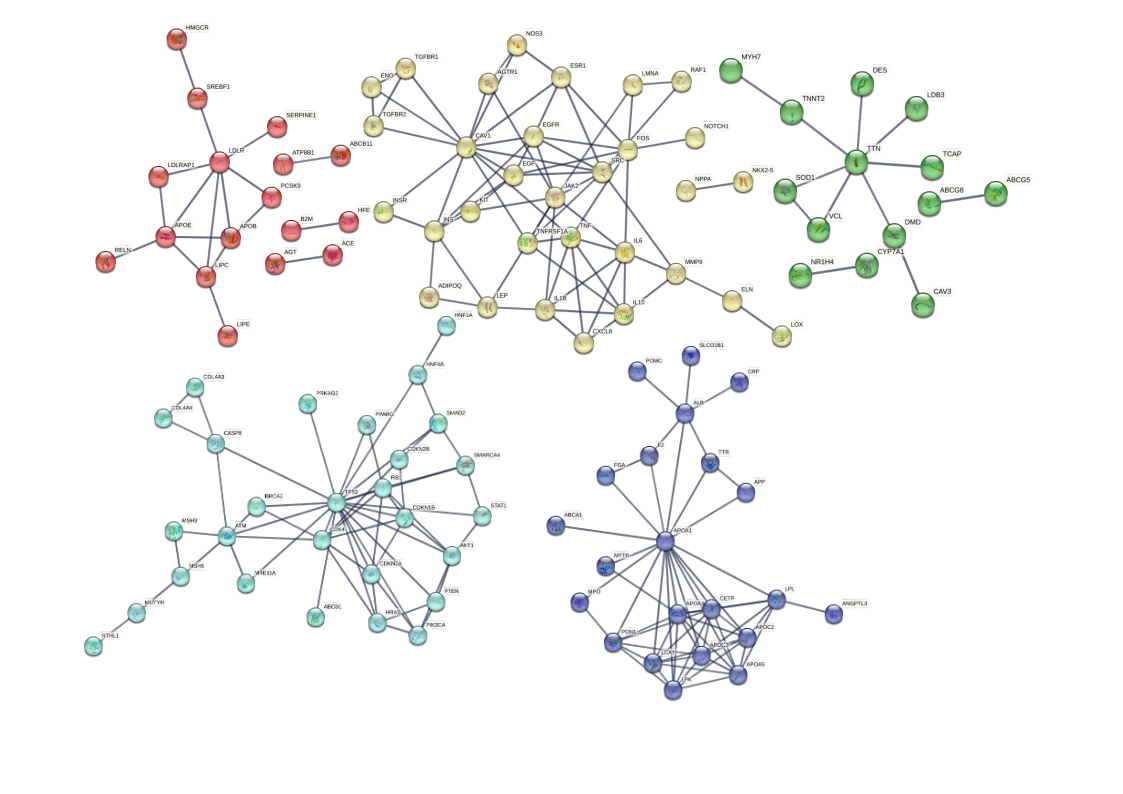 HMGCR
SREBF1
SERPINE1
LDLR
ATP8B1
ABCB11
LDLRAP1
PCSK9
B2M
HFE
APOE
APOB
RELN
AGT
ACE
LIPC
LIPE
NOS3
TGFBR1
ENG
AGTR1
ESR1
LMNA
RAF1
TGFBR2
EGFR
CAV1
FOS
NOTCH1
SRC
EGF
JAK2
NPPA
NKX2-5
INSR
KIT
INS
TNFRSF1A
TNF
IL6
MMP9
ADIPOQ
LEP
IL1B
IL10
ELN
CXCL8
LOX
MYH7
DES
LDB3
TNNT2
TTN
TCAP
SOD1
ABCG8
ABCG5
VCL
DMD
CYP7A1
NR1H4
CAV3
HNF1A
HNF4A
COL4A3
COL4A4
PRKAG2
PPARG
SMAD2
CASP8
CDKN2B
SMARCA4
RB1
TP53
BRCA2
CDKN1B
STAT1
MSH3
ATM
CDK4
AKT1
MSH6
MRE11A
CDKN2A
MUTYH
ABCB1
HRAS
PTEN
NTHL1
PIK3CA
SLCO1B1
POMC
CRP
ALB
F2
TTR
FGA
APP
ABCA1
APOA1
MTTP
MPO
CETP
LPL
ANGPTL3
PON1
APOC2
LCAT
APOC3
APOA5
LPA